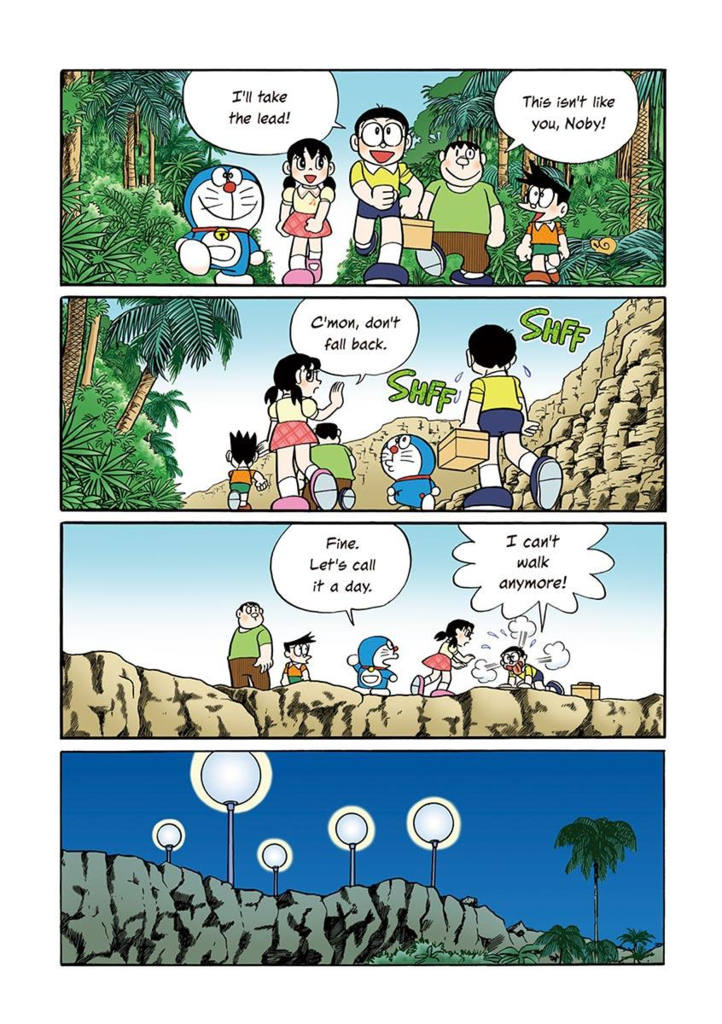 I'll take
the lead!
This isn't like
you, Noby!
C'mon, don't
fall back.
SHFF
SHFF
Fine.
Let's call
it a day.
I can't
walk
anymore!